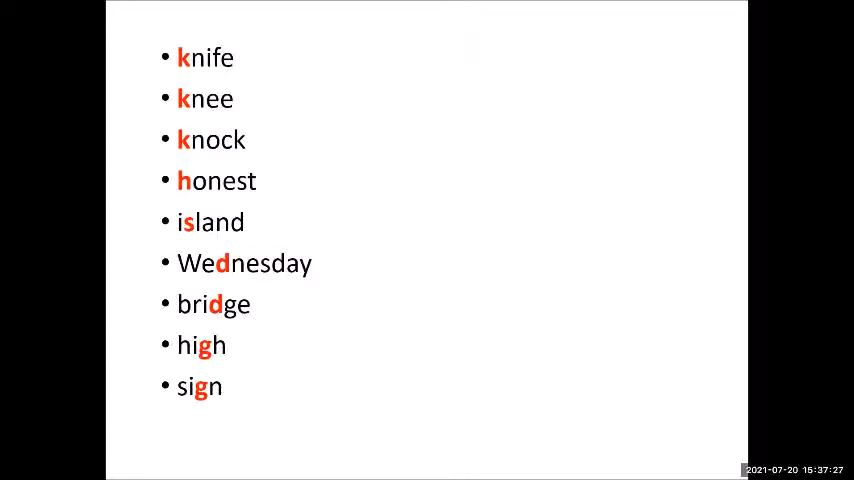 • knife
• knee
• knock
• honest
• island
• Wednesday
• bridge
• high
• sign
2021-07-20 15:37:27